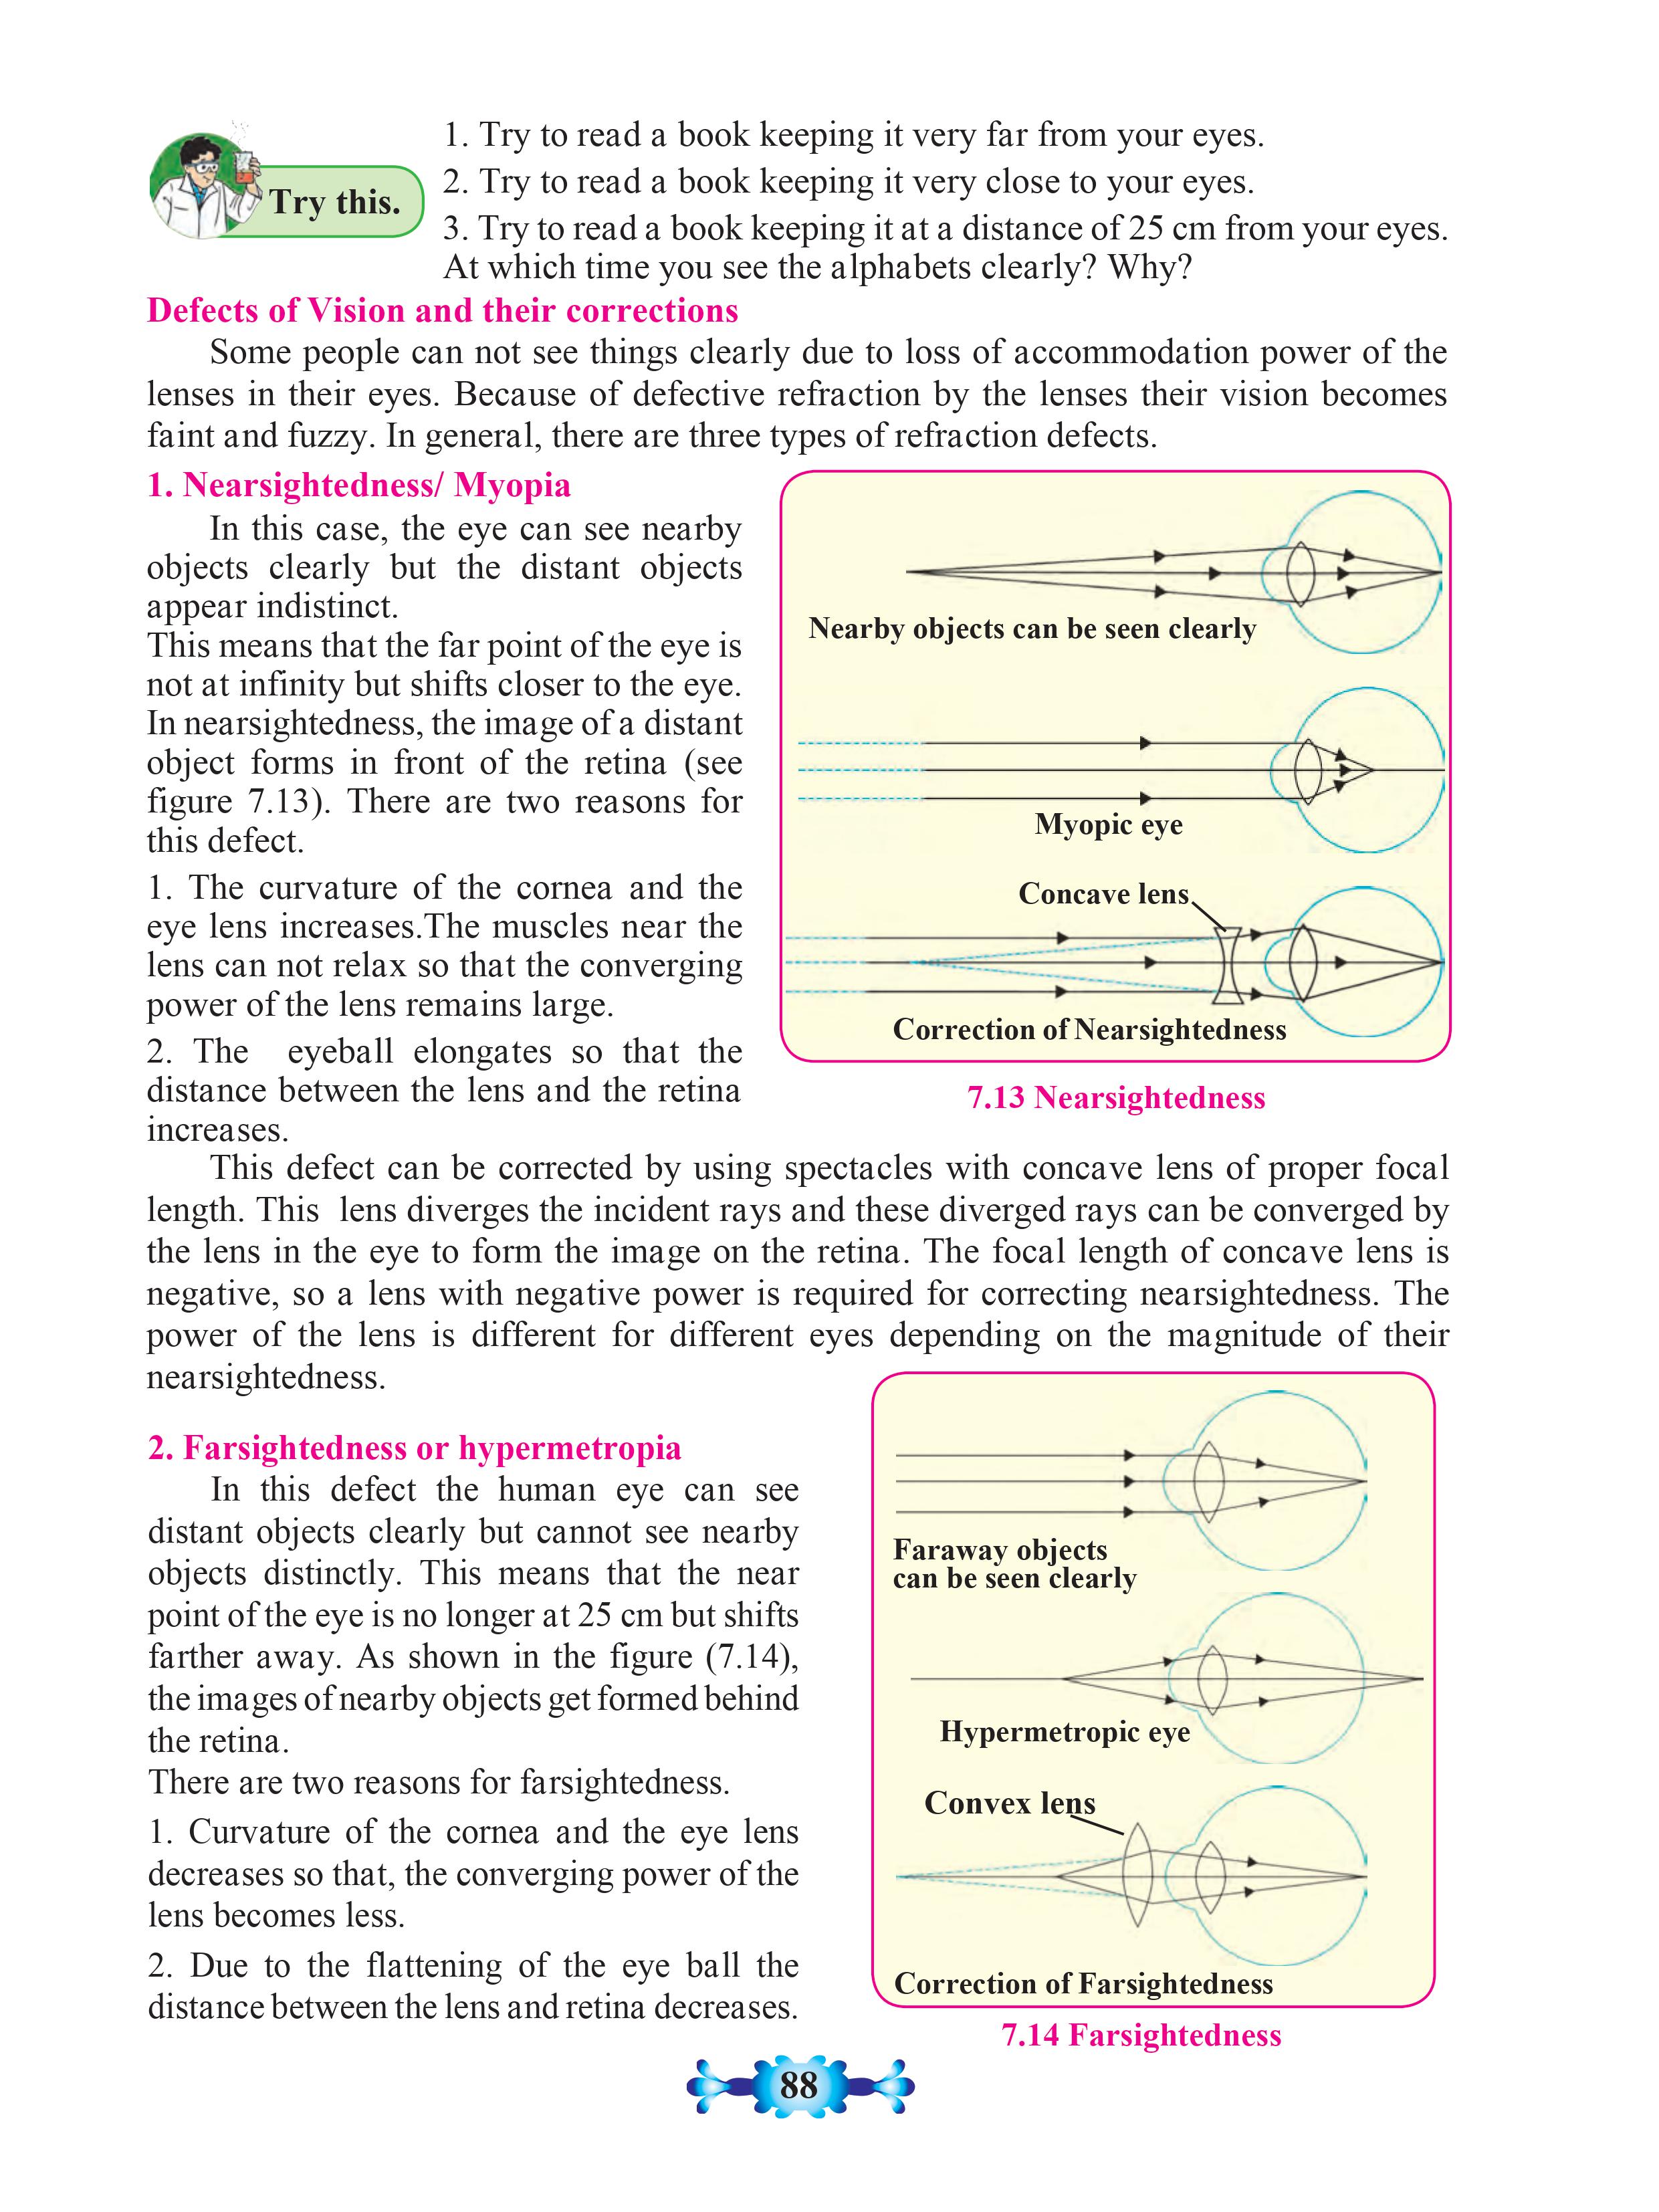 Try this.
1. Try to read a book keeping it very far from your eyes.
2. Try to read a book keeping it very close to your eyes.
3. Try to read a book keeping it at a distance of 25 cm from your eyes.
At which time you see the alphabets clearly? Why?
Defects of Vision and their corrections
Some people can not see things clearly due to loss of accommodation power of the
lenses in their eyes. Because of defective refraction by the lenses their vision becomes
faint and fuzzy. In general, there are three types of refraction defects.
1. Nearsightedness/ Myopia
In this case, the eye can see nearby
objects clearly but the distant objects
appear indistinct.
This means that the far point of the eye is
not at infinity but shifts closer to the eye.
In nearsightedness, the image of a distant
object forms in front of the retina (see
figure 7.13). There are two reasons for
this defect.
1. The curvature of the cornea and the
eye lens increases.The muscles near the
lens can not relax so that the converging
power of the lens remains large.
2. The eyeball elongates so that the
distance between the lens and the retina
increases.
Nearby objects can be seen clearly
Myopic eye
Concave lens
Correction of Nearsightedness
7.13 Nearsightedness
This defect can be corrected by using spectacles with concave lens of proper focal
length. This lens diverges the incident rays and these diverged rays can be converged by
the lens in the eye to form the image on the retina. The focal length of concave lens is
negative, so a lens with negative power is required for correcting nearsightedness. The
power of the lens is different for different eyes depending on the magnitude of their
nearsightedness.
2. Farsightedness or hypermetropia
In this defect the human eye can see
distant objects clearly but cannot see nearby
objects distinctly. This means that the near
point of the eye is no longer at 25 cm but shifts
farther away. As shown in the figure (7.14),
the images of nearby objects get formed behind
the retina.
There are two reasons for farsightedness.
1. Curvature of the cornea and the eye lens
decreases so that, the converging power of the
lens becomes less.
2. Due to the flattening of the eye ball the
distance between the lens and retina decreases.
Faraway objects
can be seen clearly
Hypermetropic eye
Convex lens
Correction of Farsightedness
7.14 Farsightedness
88